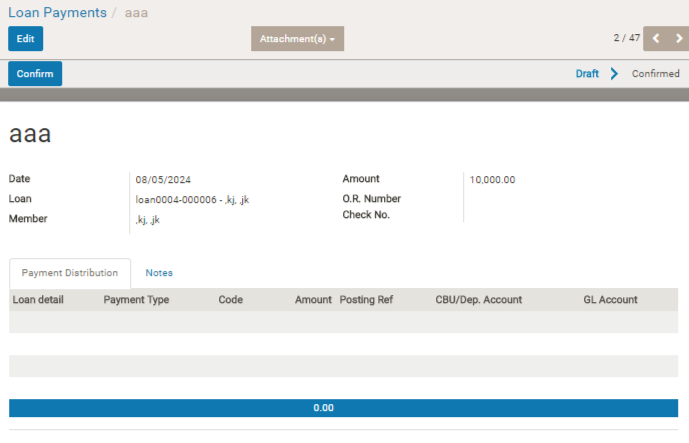 Loan Payments / aaa
Edit Attachment(s) 2 / 47
Confirm Draft Confirmed
aaa
Date 08/05/2024 Amount 10,000.00
Loan loan0004-000006 - ,kj, ,jk O.R. Number
Member ,kj, ,jk Check No.
Payment Distribution Notes
Loan detail Payment Type Code Amount Posting Ref CBU/Dep. Account GL Account
0.00